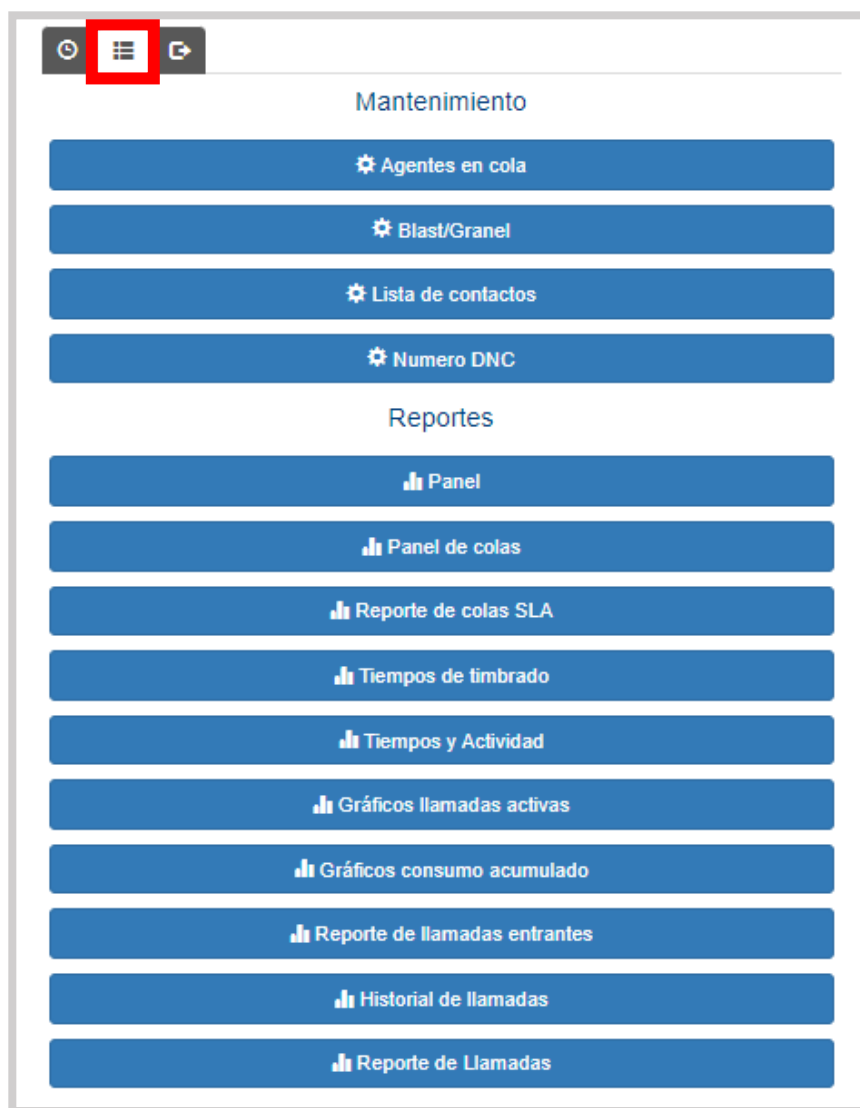 Mantenimiento
Agentes en cola
Blast/Granel
Lista de contactos
Numero DNC
Reportes
Panel
Panel de colas
Reporte de colas SLA
Tiempos de timbrado
Tiempos y Actividad
Gráficos llamadas activas
Gráficos consumo acumulado
Reporte de llamadas entrantes
Historial de llamadas
Reporte de Llamadas